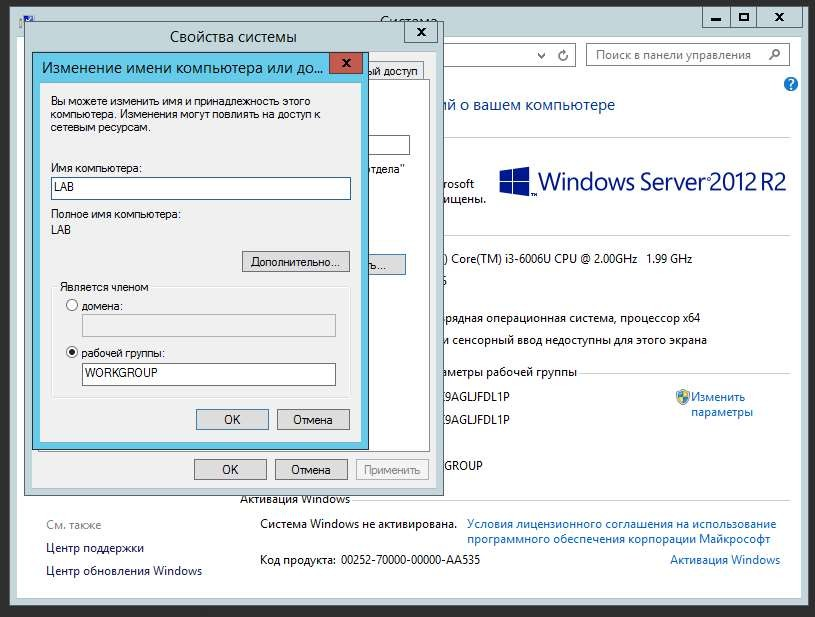 Система
Свойства системы
Изменение имени компьютера или до...
ый доступ
Поиск в панели управления
Вы можете изменить имя и принадлежность этого
компьютера. Изменения могут повлиять на доступ к
сетевым ресурсам.
ий о вашем компьютере
Имя компьютера:
LAB
отдела"
rosoft
ищены.
Windows Server 2012 R2
Полное имя компьютера:
LAB
Дополнительно...
ь...
) Core(TM) i3-6006U CPU @ 2.00GHz 1.99 GHz
Б
Является членом
домена:
рядная операционная система, процессор x64
и сенсорный ввод недоступны для этого экрана
рабочей группы:
WORKGROUP
аметры рабочей группы
9AGLJFDL1P
9AGLJFDL1P
Изменить
параметры
OK
Отмена
GROUP
OK
Отмена
Применить
Активация Windows
См. также
Центр поддержки
Центр обновления Windows
Система Windows не активирована.
Условия лицензионного соглашения на использование
программного обеспечения корпорации Майкрософт
Код продукта: 00252-70000-00000-AA535
Активация Windows